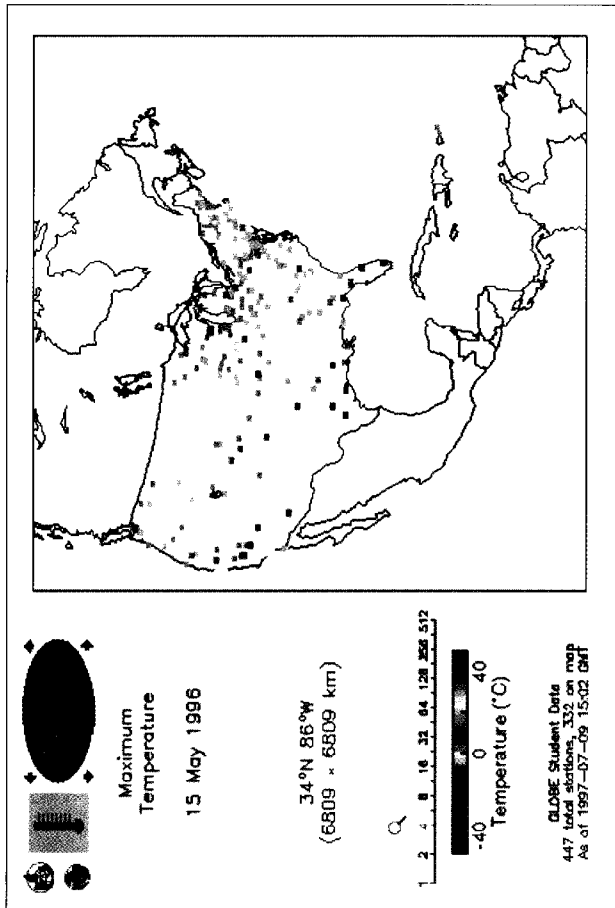 Maximum
Temperature
15 May 1996
34°N 86°W
(6809 × 6809 km)
1 2 4 8 16 32 64 128 256 512
-40 0 40
Temperature (°C)
GLOBE Student Data
447 total stations, 332 on map
As of 1997-07-09 15:02 GMT